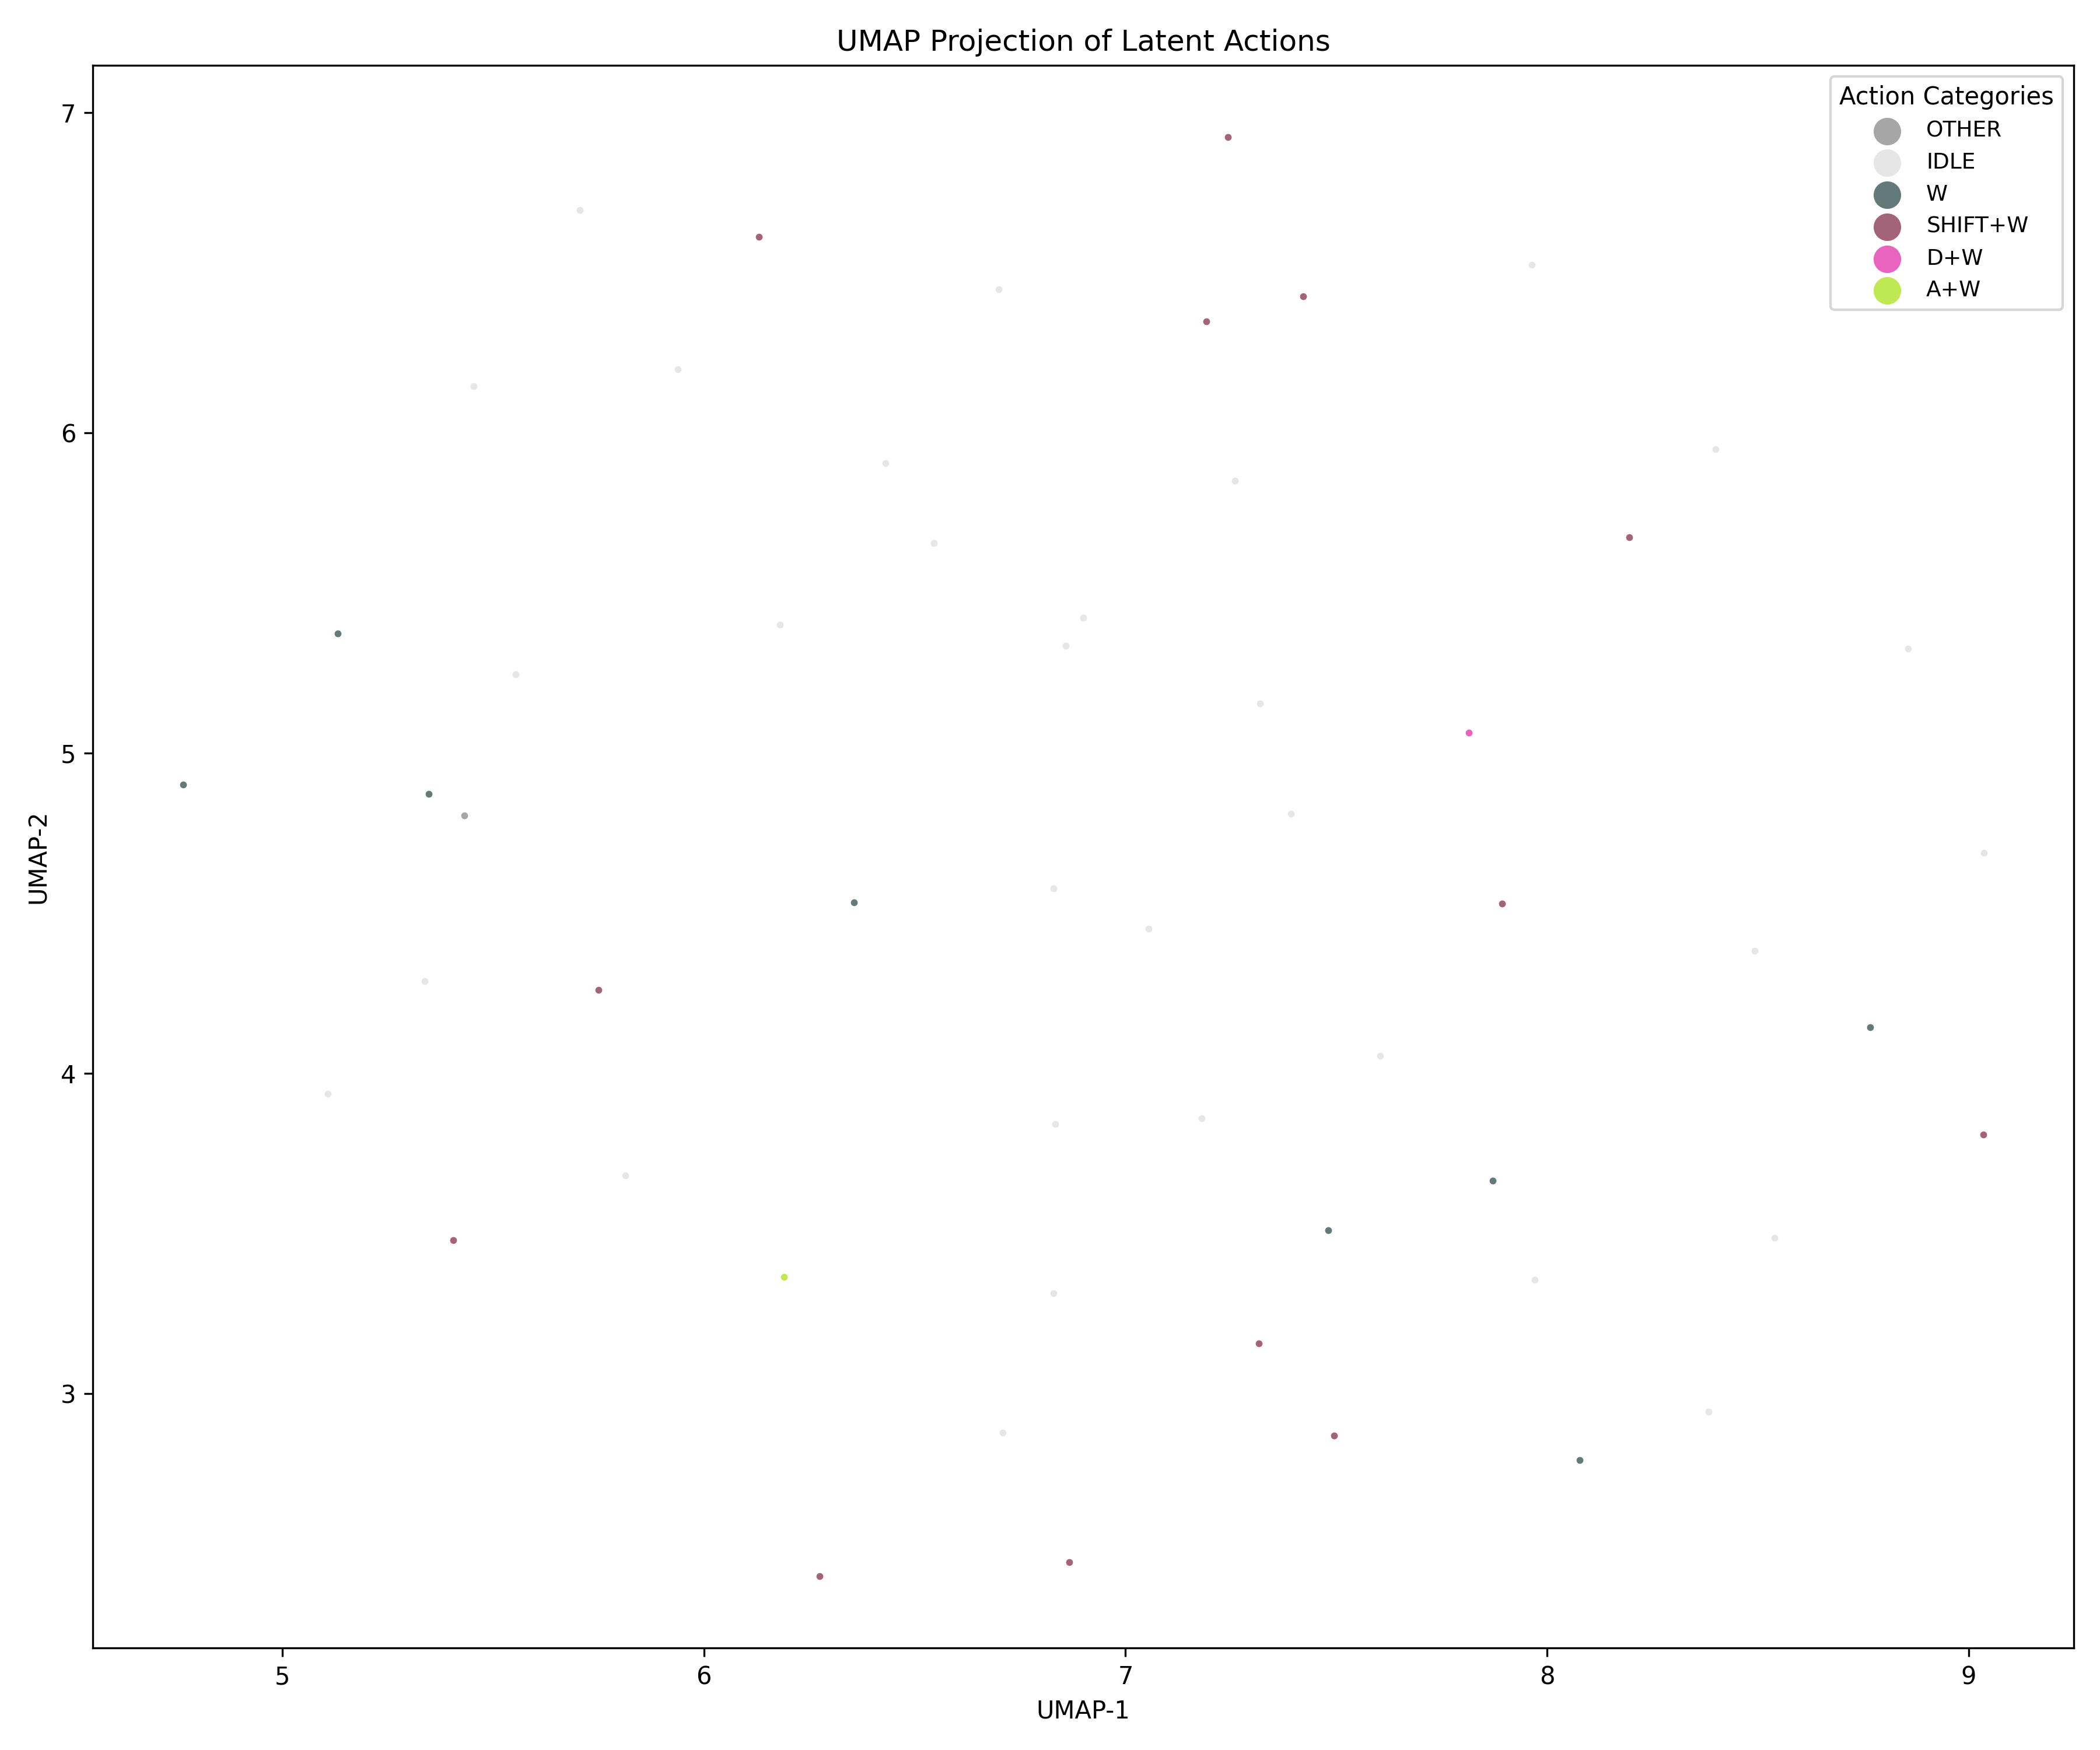 UMAP Projection of Latent Actions
Action Categories
OTHER
IDLE
W
SHIFT+W
D+W
A+W
7
6
5
4
3
UMAP-2
5
6
7
8
9
UMAP-1